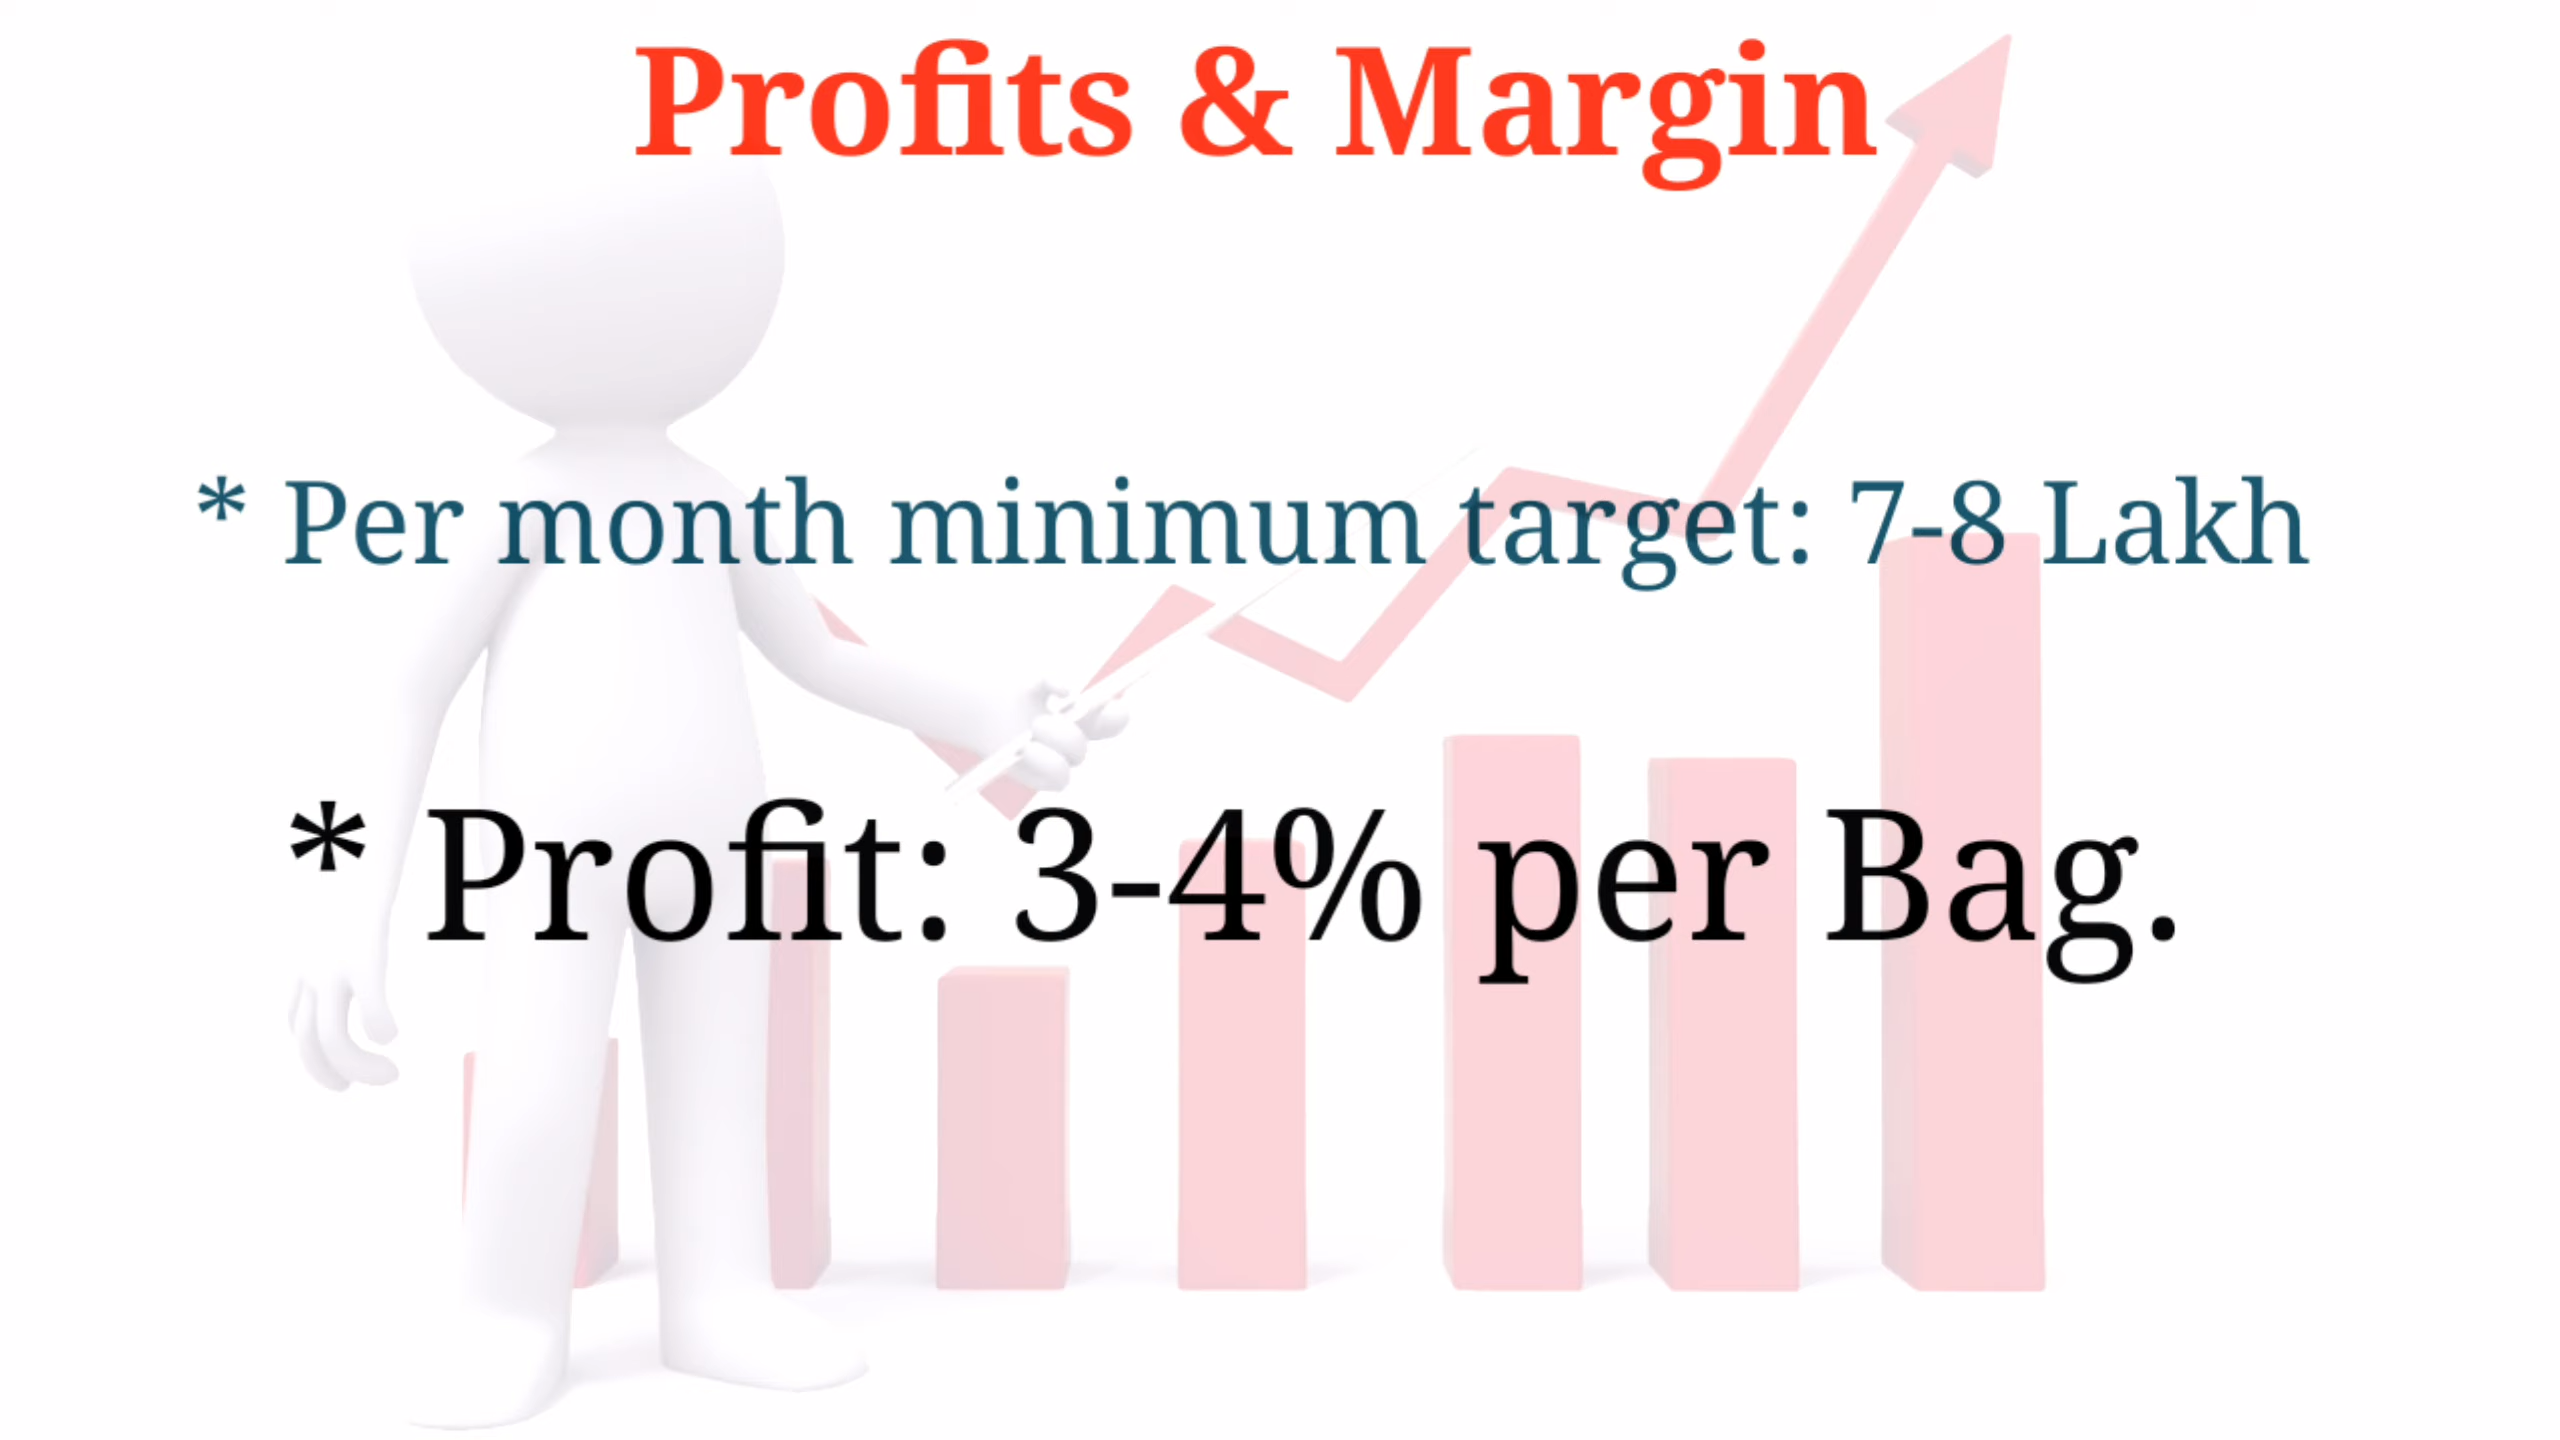 Profits & Margin
* Per month minimum target: 7-8 Lakh
* Profit: 3-4% per Bag.